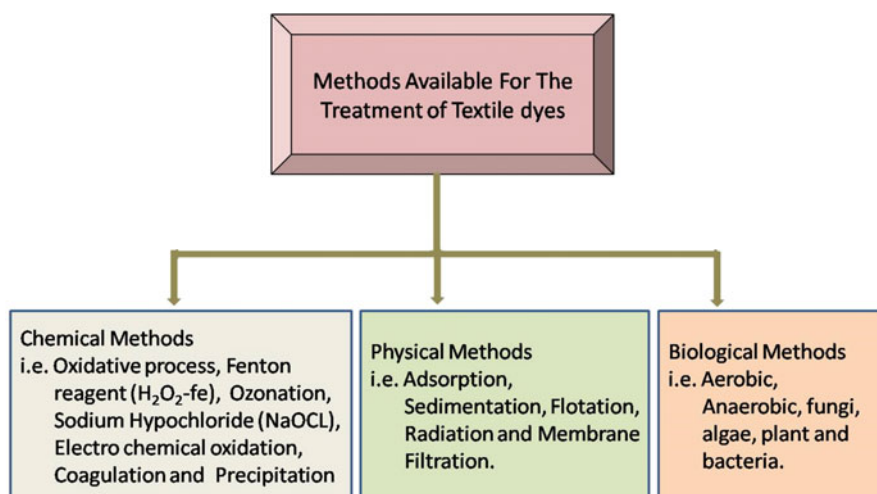 Methods Available For The
Treatment of Textile dyes
Chemical Methods
i.e. Oxidative process, Fenton
reagent (H₂O₂-fe), Ozonation,
Sodium Hypochloride (NaOCL),
Electro chemical oxidation,
Coagulation and Precipitation
Physical Methods
i.e. Adsorption,
Sedimentation, Flotation,
Radiation and Membrane
Filtration.
Biological Methods
i.e. Aerobic,
Anaerobic, fungi,
algae, plant and
bacteria.